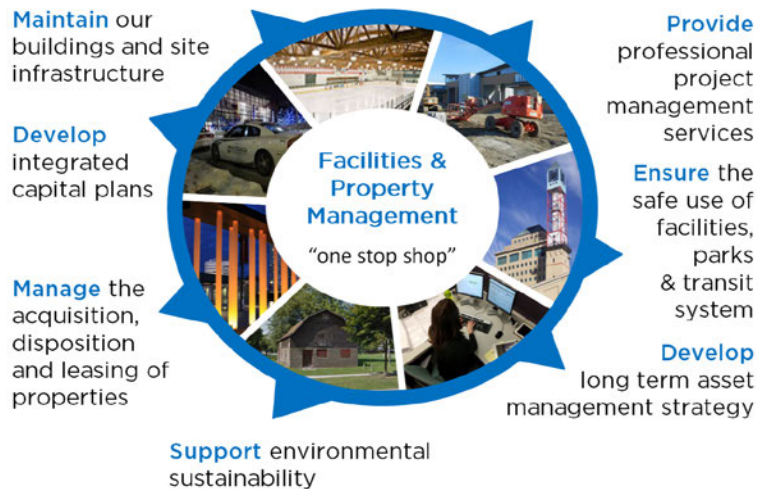 Maintain our
buildings and site
infrastructure
Develop
integrated
capital plans
Manage the
acquisition,
disposition
and leasing of
properties
Support environmental
sustainability
Facilities &
Property
Management
“one stop shop”
Provide
professional
project
management
services
Ensure the
safe use of
facilities,
parks
& transit
system
Develop
long term asset
management strategy